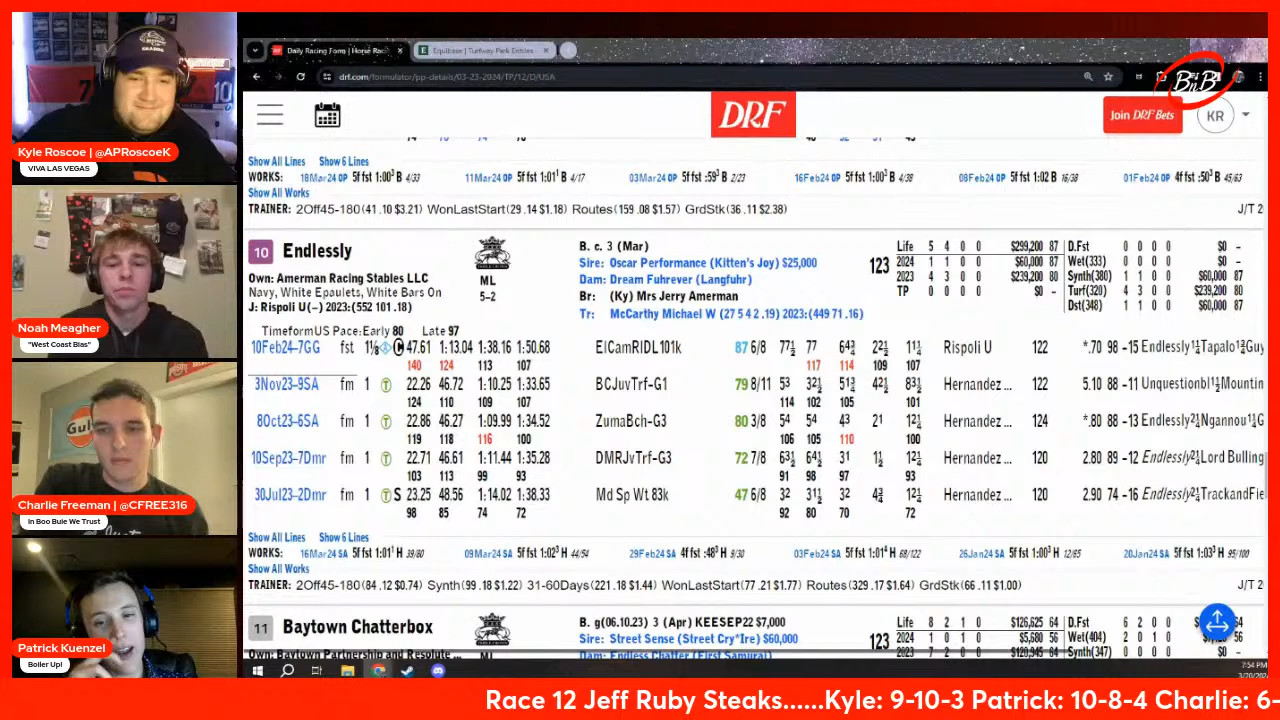 Daily Racing Form | Horse Rac
Equibase | Turfway Park Entries
drf.com/formulator/pp-details/03-23-2024/TP/12/D/USA
DRF
Join DRF Bets
KR
Show All Lines Show 6 Lines
WORKS: 18Mar24 OP 5f fst 1:00³ B 4/33 11Mar24 OP 5f fst 1:01¹ B 4/17 03Mar24 OP 5f fst :59³ B 2/23 16Feb24 OP 5f fst 1:00³ B 4/38 08Feb24 OP 5f fst 1:02 B 16/38 01Feb24 OP 4f fst :50³ B 45/63
Show All Works
TRAINER: 2Off45-180(41 .10 $3.21) WonLastStart(29 .14 $1.18) Routes(159 .08 $1.57) GrdStk(36 .11 $2.38) J/T 2
10 Endlessly
Own: Amerman Racing Stables LLC
Navy, White Epaulets, White Bars On
J: Rispoli U(–) 2023:(552 101 .18)
ML
5-2
B. c. 3 (Mar)
Sire: Oscar Performance (Kitten's Joy) $25,000
Dam: Dream Fuhrever (Langfuhr)
Br: (Ky) Mrs Jerry Amerman
Tr: McCarthy Michael W (27 5 4 2 .19) 2023:(449 71 .16)
123
Life 5 4 0 0 $299,200 87 D.Fst 0 0 0 0 $0 –
2024 1 1 0 0 $60,000 87 Wet(333) 0 0 0 0 $0 –
2023 4 3 0 0 $239,200 80 Synth(380) 1 1 0 0 $60,000 87
TP 0 0 0 0 $0 – Turf(320) 4 3 0 0 $239,200 80
Dst(348) 1 1 0 0 $60,000 87
TimeformUS Pace: Early 80 Late 97
10Feb24-7GG fst 1⅛ 47.61 1:13.04 1:38.16 1:50.68 ElCamRlDL101k 87 6/8 77½ 77 64¾ 22½ 11¼ Rispoli U 122 *.70 98 -15 Endlessly1¼Tapalo¾Guy
140 124 113 107 117 114 109 107
3Nov23-9SA fm 1 Ⓣ 22.26 46.72 1:10.25 1:33.65 BCJuvTrf-G1 79 8/11 53 32½ 51¾ 42½ 83½ Hernandez ... 122 5.10 88 -11 Unquestionbl1½Mountin
124 110 109 107 114 102 105 101
8Oct23-6SA fm 1 Ⓣ 22.86 46.27 1:09.99 1:34.52 ZumaBch-G3 80 3/8 54 54 43 21 12¼ Hernandez ... 124 *.80 88 -13 Endlessly2¼Ngannou
119 118 116 100 106 105 110 100
10Sep23-7Dmr fm 1 Ⓣ 22.71 46.61 1:11.44 1:35.28 DMRJvTrf-G3 72 7/8 63½ 64½ 31 1½ 12¼ Hernandez ... 120 2.80 89 -12 Endlessly2¼Lord Bulling
103 113 99 93 91 98 97 93
30Jul23-2Dmr fm 1 Ⓣ S 23.25 48.56 1:14.02 1:38.33 Md Sp Wt 83k 47 6/8 32 31½ 32 4¾ 12¼ Hernandez ... 120 2.90 74 -16 Endlessly2¼TrackandFie
98 85 74 72 92 80 70 72
Show All Lines Show 6 Lines
WORKS: 16Mar24 SA 5f fst 1:01¹ H 39/80 09Mar24 SA 5f fst 1:02³ H 44/54 29Feb24 SA 4f fst :48³ H 9/30 03Feb24 SA 5f fst 1:01⁴ H 68/122 26Jan24 SA 5f fst 1:00³ H 12/65 20Jan24 SA 5f fst 1:03³ H 95/100
Show All Works
TRAINER: 2Off45-180(84 .12 $0.74) Synth(99 .18 $1.22) 31-60Days(221 .18 $1.44) WonLastStart(77 .21 $1.77) Routes(329 .17 $1.64) GrdStk(66 .11 $1.00) J/T 2
11 Baytown Chatterbox
Own: Baytown Partnership and Resolute ...
ML
B. g(06.10.23) 3 (Apr) KEESEP22 $7,000
Sire: Street Sense (Street Cry*Ire) $60,000
Dam: Endless Chatter (First Samurai)
123
Life 8 2 1 0 $126,625 64 D.Fst 6 2 0 0 64
2024 1 0 1 0 $5,680 56 Wet(404) 2 0 1 0 56
2023 7 2 0 0 $120,945 64 Synth(347)
7:54 PM
Kyle Roscoe | @APRoscoeK
VIVA LAS VEGAS
Noah Meagher
"West Coast Bias"
Charlie Freeman | @CFREE316
In Boo Bule We Trust
Patrick Kuenzel
Boiler Up!
Race 12 Jeff Ruby Steaks......Kyle: 9-10-3 Patrick: 10-8-4 Charlie: 6-